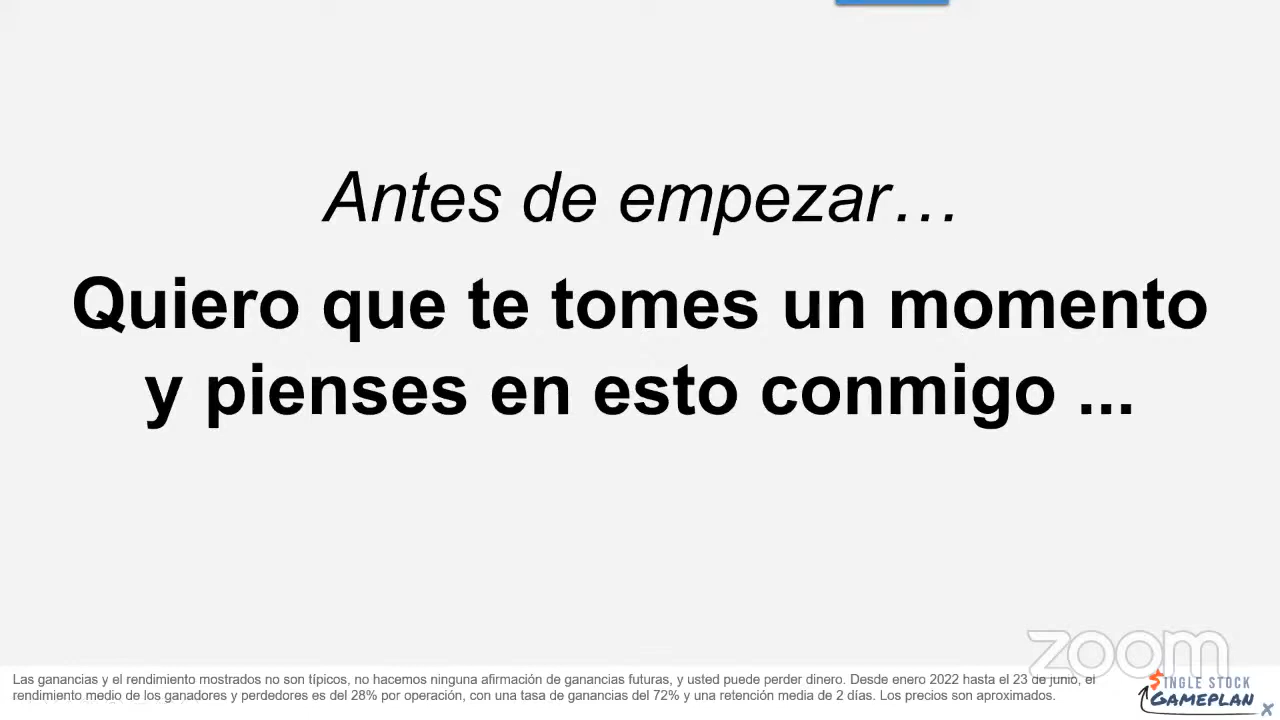 Antes de empezar…
Quiero que te tomes un momento
y pienses en esto conmigo ...
zoom
Las ganancias y el rendimiento mostrados no son típicos, no hacemos ninguna afirmación de ganancias futuras, y usted puede perder dinero. Desde enero 2022 hasta el 23 de junio, el
rendimiento medio de los ganadores y perdedores es del 28% por operación, con una tasa de ganancias del 72% y una retención media de 2 días. Los precios son aproximados.
$INGLE STOCK
GAMEPLAN